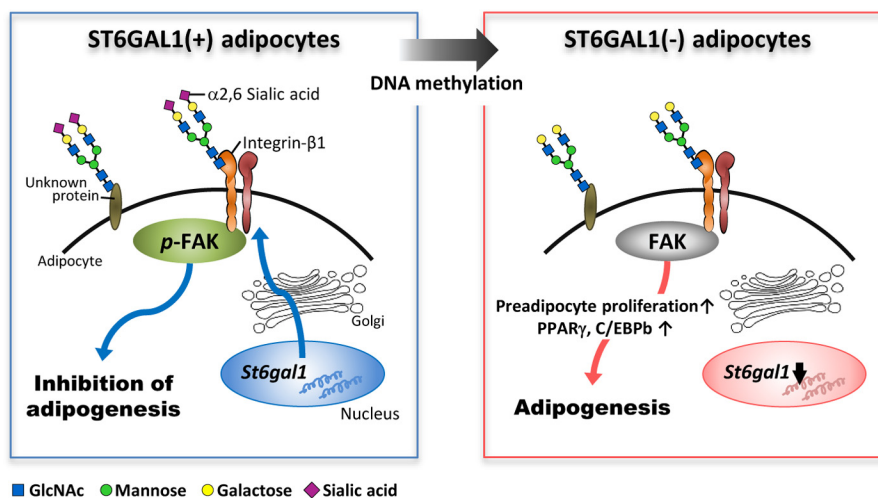 ST6GAL1(+) adipocytes
DNA methylation
ST6GAL1(-) adipocytes
α2,6 Sialic acid
Integrin-β1
Unknown
protein
Adipocyte
p-FAK
Golgi
St6gal1
Nucleus
Inhibition of
adipogenesis
FAK
Preadipocyte proliferation↑
PPARγ, C/EBPb ↑
St6gal1
Adipogenesis
GlcNAc Mannose Galactose Sialic acid